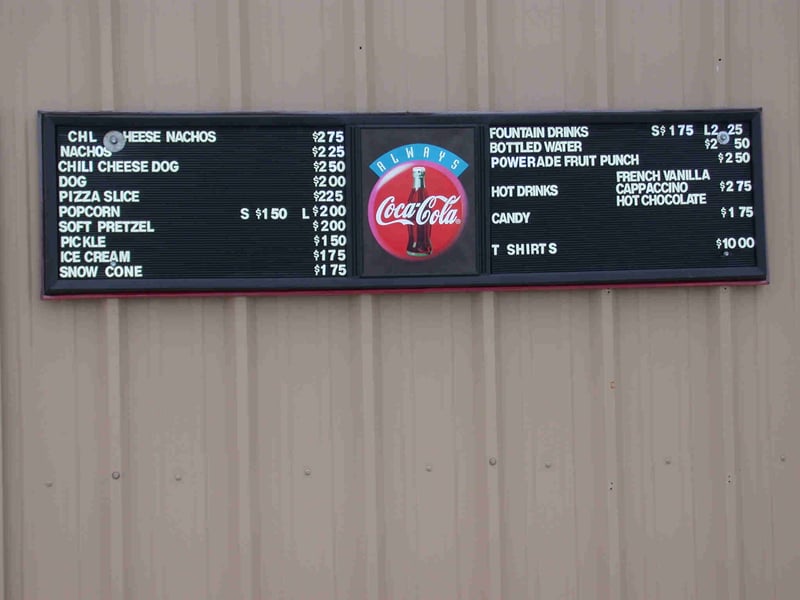 CHL CHEESE NACHOS $275
NACHOS $225
CHILI CHEESE DOG $250
DOG $200
PIZZA SLICE $225
POPCORN S $150 L $200
SOFT PRETZEL $200
PICKLE $150
ICE CREAM $175
SNOW CONE $175
ALWAYS
Coca-Cola
FOUNTAIN DRINKS S$175 L2 25
BOTTLED WATER $2 50
POWERADE FRUIT PUNCH $250
HOT DRINKS FRENCH VANILLA
CAPPACCINO $275
HOT CHOCOLATE
CANDY $175
T SHIRTS $1000